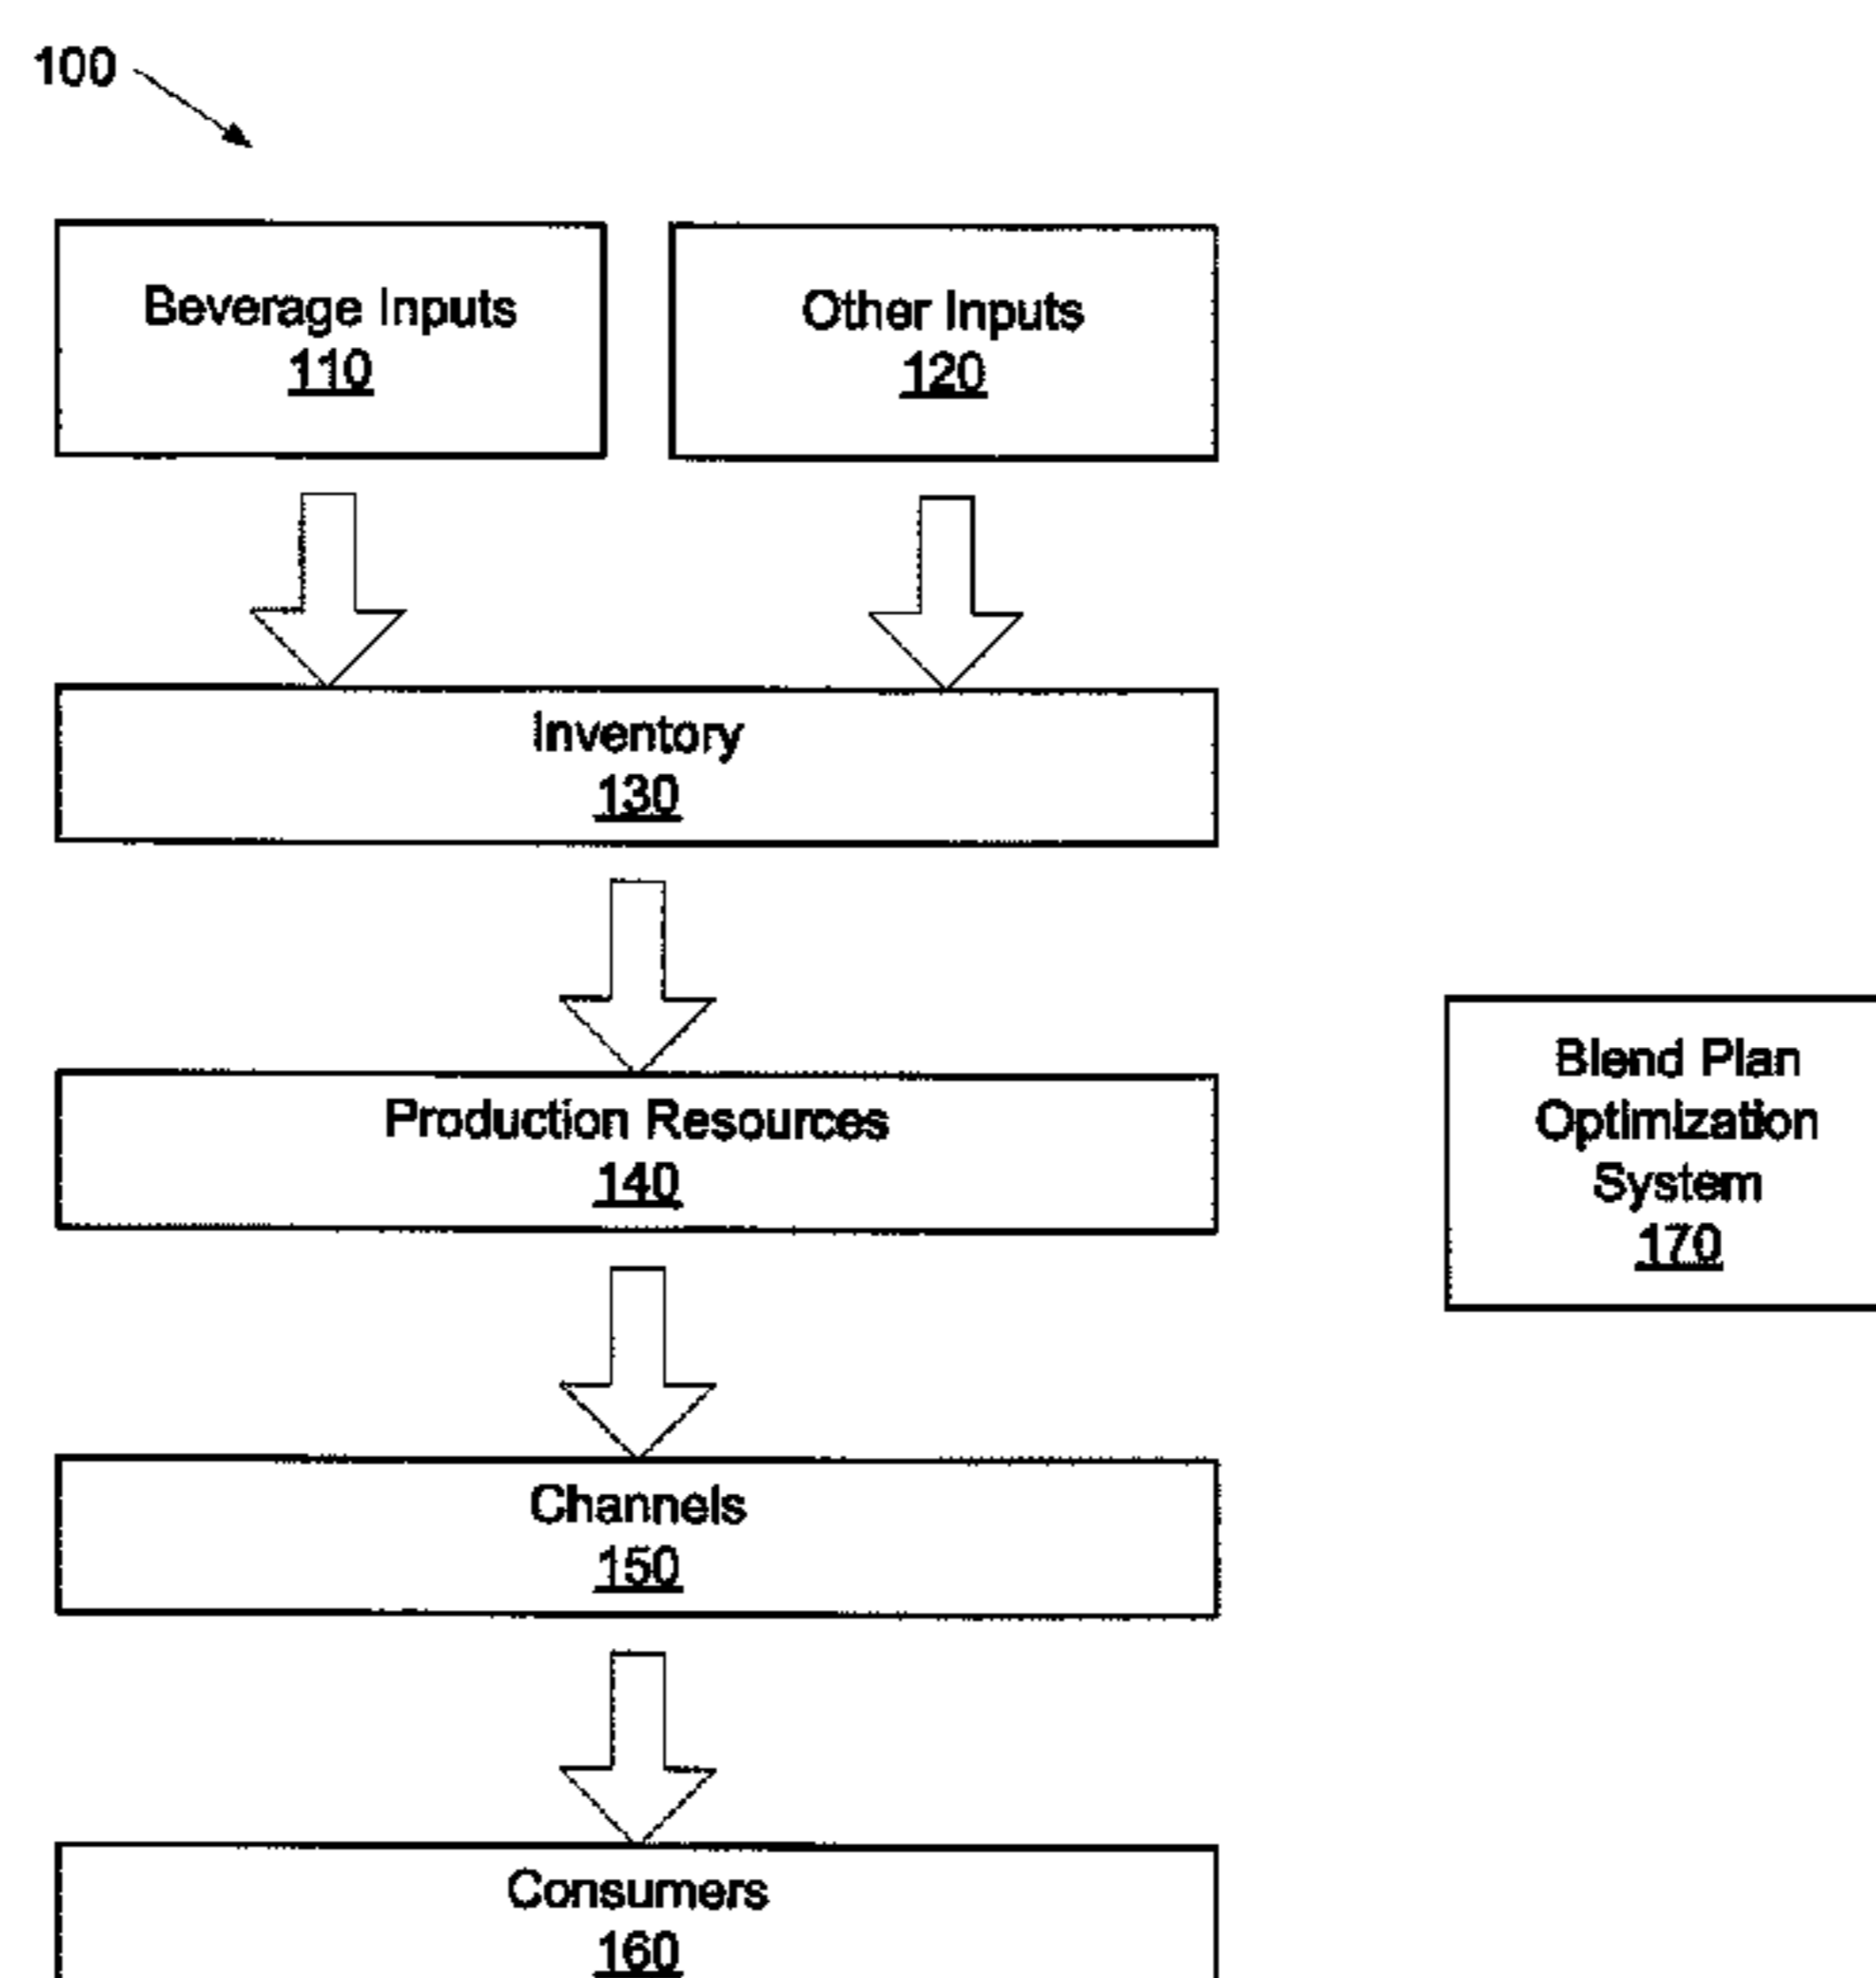 100
Beverage Inputs
110
Other Inputs
120
Inventory
130
Production Resources
140
Blend Plan
Optimization
System
170
Channels
150
Consumers
160